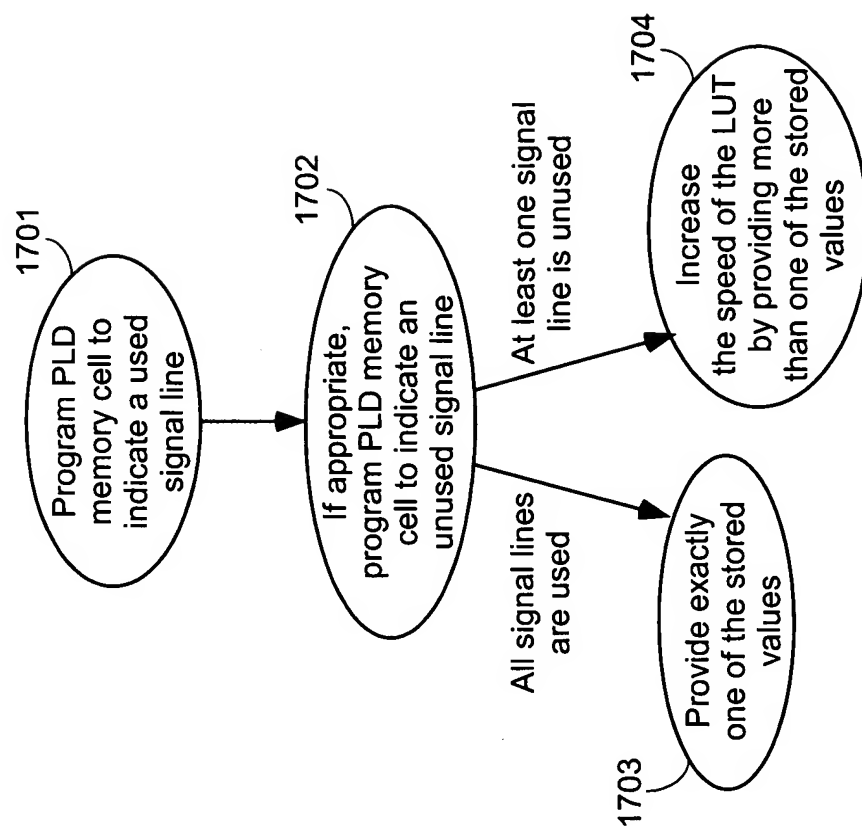 1701
Program PLD
memory cell to
indicate a used
signal line
1702
If appropriate,
program PLD memory
cell to indicate an
unused signal line
All signal lines
are used
At least one signal
line is unused
1703
Provide exactly
one of the stored
values
1704
Increase
the speed of the LUT
by providing more
than one of the stored
values